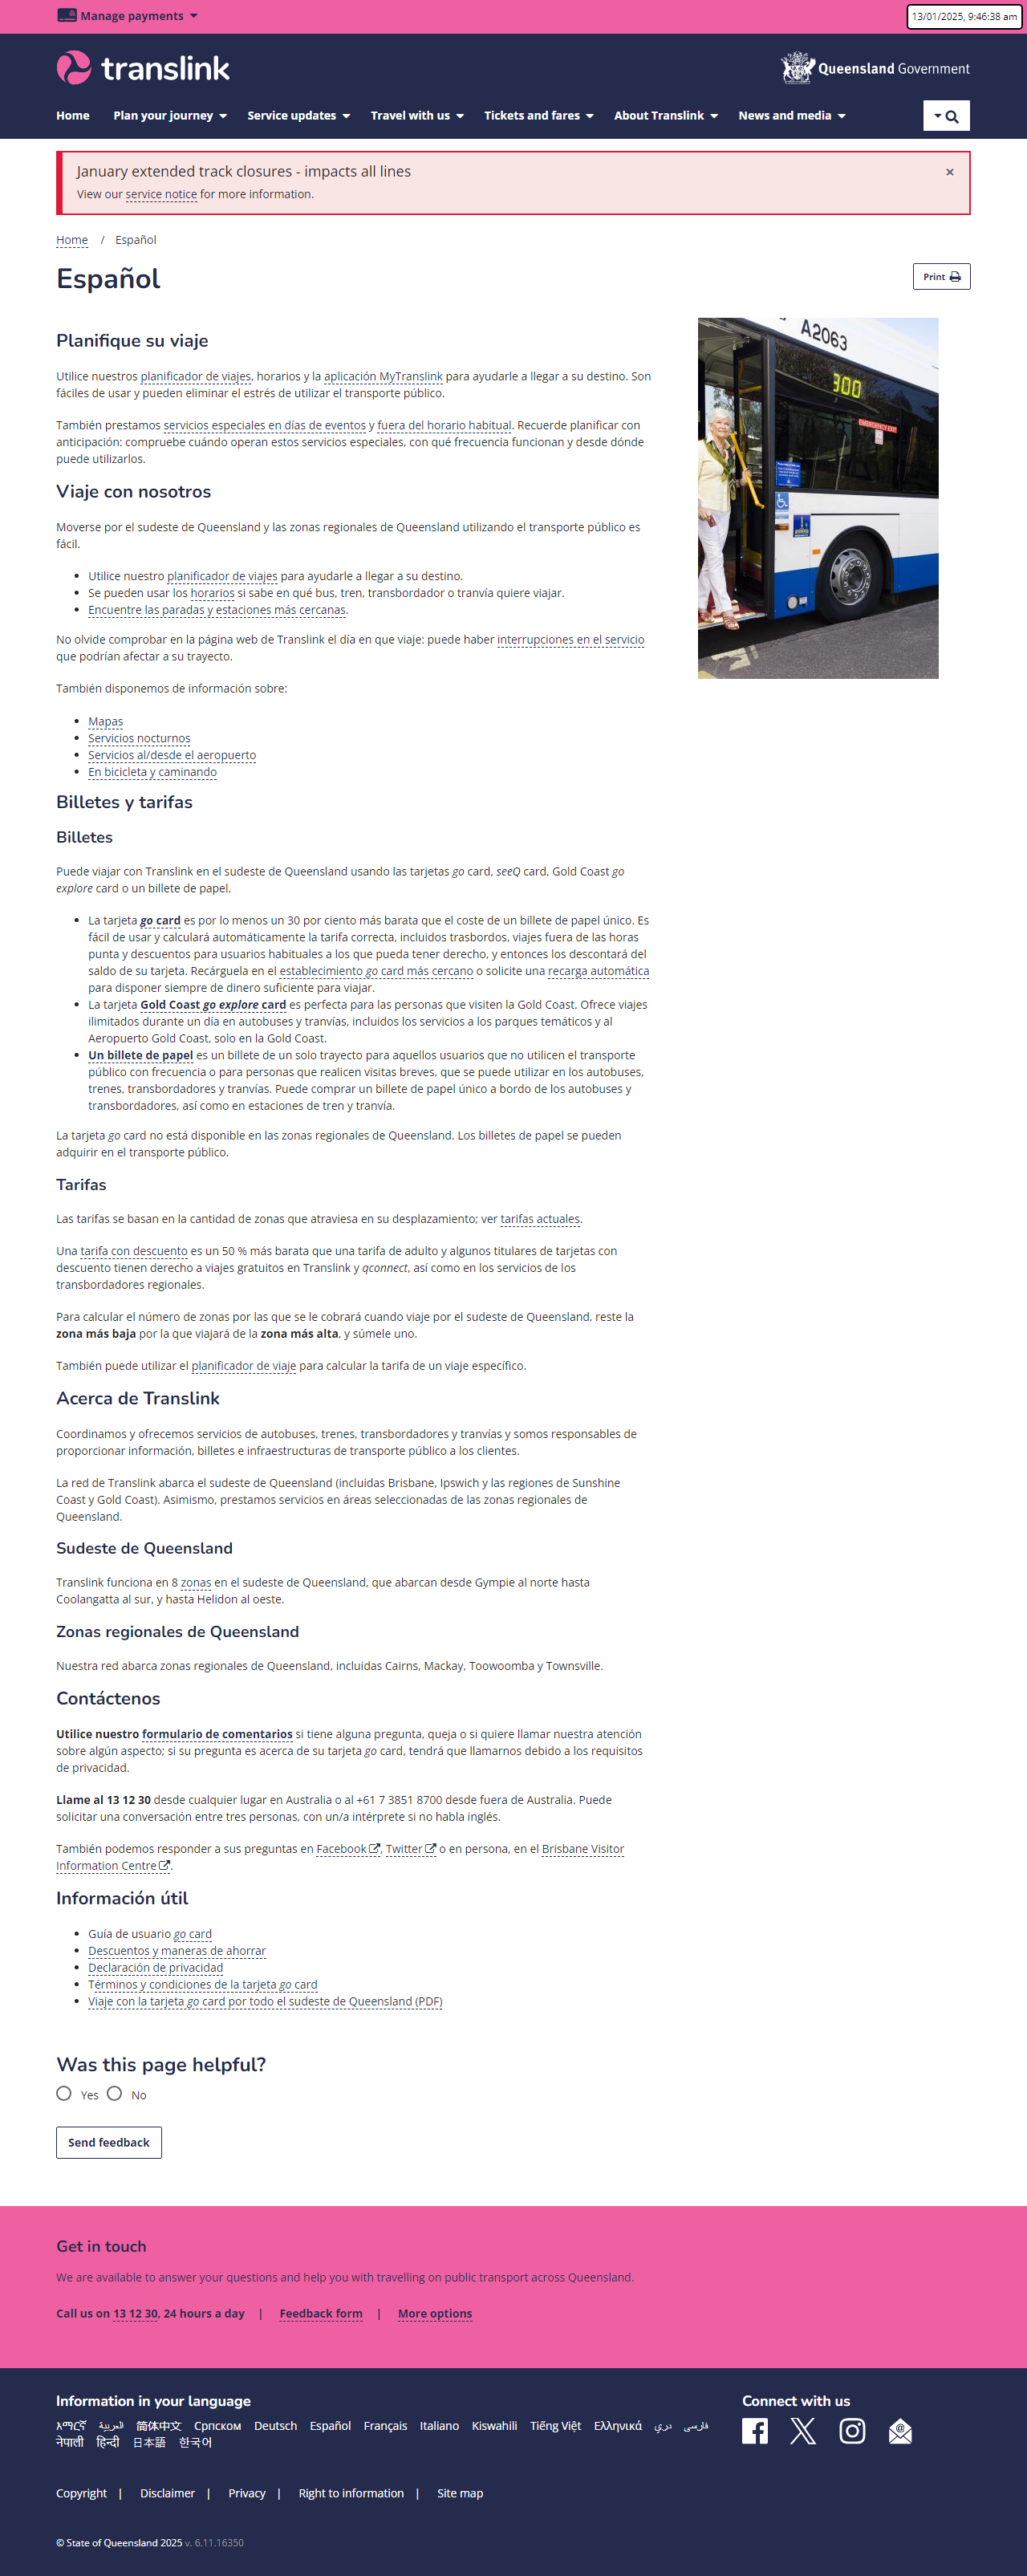 Manage payments
13/01/2025, 9:46:38 am
translink
Queensland Government
Home Plan your journey Service updates Travel with us Tickets and fares About Translink News and media
January extended track closures - impacts all lines ×
View our service notice for more information.
Home / Español
Español
Print
Planifique su viaje
Utilice nuestros planificador de viajes, horarios y la aplicación MyTranslink para ayudarle a llegar a su destino. Son
fáciles de usar y pueden eliminar el estrés de utilizar el transporte público.
También prestamos servicios especiales en días de eventos y fuera del horario habitual. Recuerde planificar con
anticipación: compruebe cuándo operan estos servicios especiales, con qué frecuencia funcionan y desde dónde
puede utilizarlos.
A2063
300
EMERGENCY EXIT
Viaje con nosotros
Moverse por el sudeste de Queensland y las zonas regionales de Queensland utilizando el transporte público es
fácil.
Utilice nuestro planificador de viajes para ayudarle a llegar a su destino.
Se pueden usar los horarios si sabe en qué bus, tren, transbordador o tranvía quiere viajar.
Encuentre las paradas y estaciones más cercanas.
No olvide comprobar en la página web de Translink el día en que viaje: puede haber interrupciones en el servicio
que podrían afectar a su trayecto.
También disponemos de información sobre:
Mapas
Servicios nocturnos
Servicios al/desde el aeropuerto
En bicicleta y caminando
Billetes y tarifas
Billetes
Puede viajar con Translink en el sudeste de Queensland usando las tarjetas go card, seeQ card, Gold Coast go
explore card o un billete de papel.
La tarjeta go card es por lo menos un 30 por ciento más barata que el coste de un billete de papel único. Es
fácil de usar y calculará automáticamente la tarifa correcta, incluidos trasbordos, viajes fuera de las horas
punta y descuentos para usuarios habituales a los que pueda tener derecho, y entonces los descontará del
saldo de su tarjeta. Recárguela en el establecimiento go card más cercano o solicite una recarga automática
para disponer siempre de dinero suficiente para viajar.
La tarjeta Gold Coast go explore card es perfecta para las personas que visiten la Gold Coast. Ofrece viajes
ilimitados durante un día en autobuses y tranvías, incluidos los servicios a los parques temáticos y al
Aeropuerto Gold Coast, solo en la Gold Coast.
Un billete de papel es un billete de un solo trayecto para aquellos usuarios que no utilicen el transporte
público con frecuencia o para personas que realicen visitas breves, que se puede utilizar en los autobuses,
trenes, transbordadores y tranvías. Puede comprar un billete de papel único a bordo de los autobuses y
transbordadores, así como en estaciones de tren y tranvía.
La tarjeta go card no está disponible en las zonas regionales de Queensland. Los billetes de papel se pueden
adquirir en el transporte público.
Tarifas
Las tarifas se basan en la cantidad de zonas que atraviesa en su desplazamiento; ver tarifas actuales.
Una tarifa con descuento es un 50 % más barata que una tarifa de adulto y algunos titulares de tarjetas con
descuento tienen derecho a viajes gratuitos en Translink y qconnect, así como en los servicios de los
transbordadores regionales.
Para calcular el número de zonas por las que se le cobrará cuando viaje por el sudeste de Queensland, reste la
zona más baja por la que viajará de la zona más alta, y súmele uno.
También puede utilizar el planificador de viaje para calcular la tarifa de un viaje específico.
Acerca de Translink
Coordinamos y ofrecemos servicios de autobuses, trenes, transbordadores y tranvías y somos responsables de
proporcionar información, billetes e infraestructuras de transporte público a los clientes.
La red de Translink abarca el sudeste de Queensland (incluidas Brisbane, Ipswich y las regiones de Sunshine
Coast y Gold Coast). Asimismo, prestamos servicios en áreas seleccionadas de las zonas regionales de
Queensland.
Sudeste de Queensland
Translink funciona en 8 zonas en el sudeste de Queensland, que abarcan desde Gympie al norte hasta
Coolangatta al sur, y hasta Helidon al oeste.
Zonas regionales de Queensland
Nuestra red abarca zonas regionales de Queensland, incluidas Cairns, Mackay, Toowoomba y Townsville.
Contáctenos
Utilice nuestro formulario de comentarios si tiene alguna pregunta, queja o si quiere llamar nuestra atención
sobre algún aspecto; si su pregunta es acerca de su tarjeta go card, tendrá que llamarnos debido a los requisitos
de privacidad.
Llame al 13 12 30 desde cualquier lugar en Australia o al +61 7 3851 8700 desde fuera de Australia. Puede
solicitar una conversación entre tres personas, con un/a intérprete si no habla inglés.
También podemos responder a sus preguntas en Facebook, Twitter o en persona, en el Brisbane Visitor
Information Centre.
Información útil
Guía de usuario go card
Descuentos y maneras de ahorrar
Declaración de privacidad
Términos y condiciones de la tarjeta go card
Viaje con la tarjeta go card por todo el sudeste de Queensland (PDF)
Was this page helpful?
Yes No
Send feedback
Get in touch
We are available to answer your questions and help you with travelling on public transport across Queensland.
Call us on 13 12 30, 24 hours a day | Feedback form | More options
Information in your language
Connect with us
አማርኛ العربية 简体中文 Српском Deutsch Español Français Italiano Kiswahili Tiếng Việt Ελληνικά دري فارسی
नेपाली हिन्दी 日本語 한국어
Copyright | Disclaimer | Privacy | Right to information | Site map
© State of Queensland 2025 v. 6.11.16350